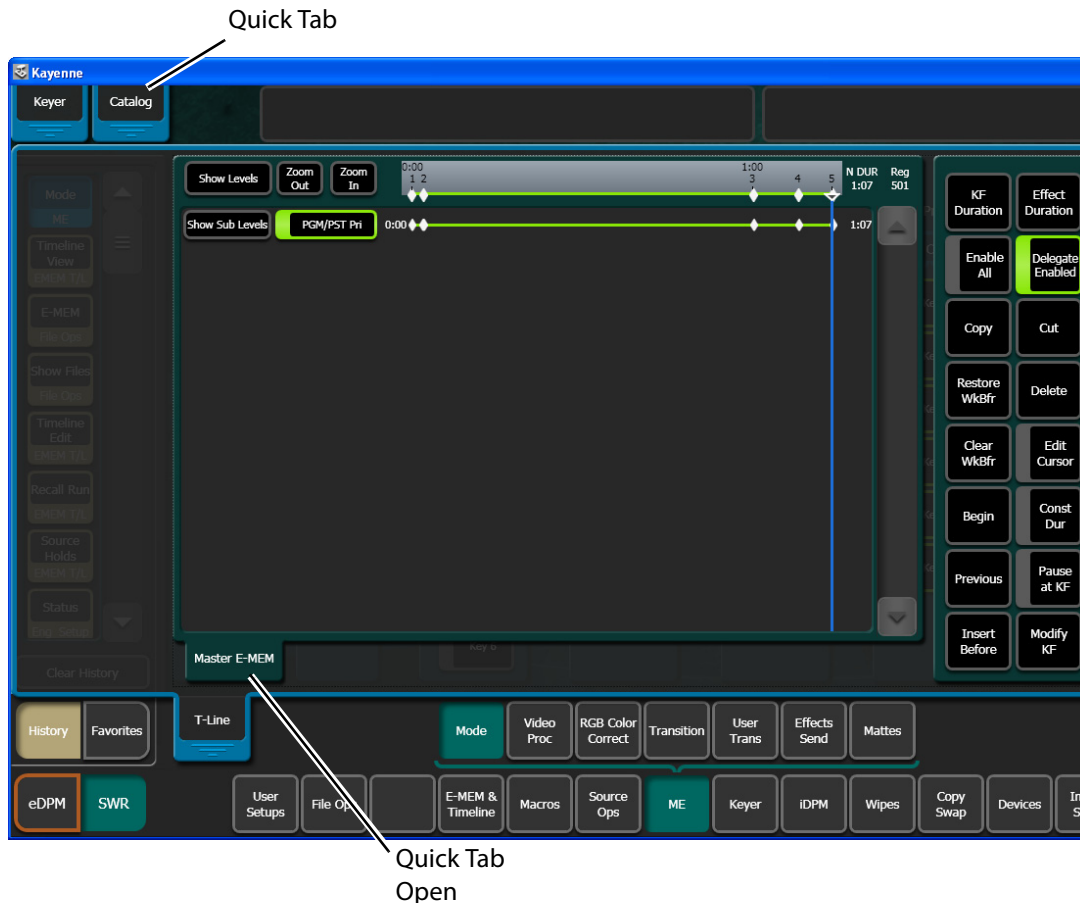 Quick Tab
Kayenne
Keyer
Catalog
Show Levels
Zoom
Out
Zoom
In
0:00
1:00
1 2
3
4
5
N DUR
1:07
Reg
501
Show Sub Levels
PGM/PST Pri
0:00
1:07
Mode
ME
Timeline
View
EMEM T/L
E-MEM
File Ops
Show Files
File Ops
Timeline
Edit
EMEM T/L
Recall Run
EMEM T/L
Source
Holds
EMEM T/L
Status
Eng. Setup
Clear History
KF
Duration
Effect
Duration
Enable
All
Delegate
Enabled
Copy
Cut
Restore
WkBfr
Delete
Clear
WkBfr
Edit
Cursor
Begin
Const
Dur
Previous
Pause
at KF
Insert
Before
Modify
KF
Master E-MEM
Key 6
History
Favorites
T-Line
Mode
Video
Proc
RGB Color
Correct
Transition
User
Trans
Effects
Send
Mattes
eDPM
SWR
User
Setups
File Op
E-MEM &
Timeline
Macros
Source
Ops
ME
Keyer
iDPM
Wipes
Copy
Swap
Devices
Quick Tab
Open